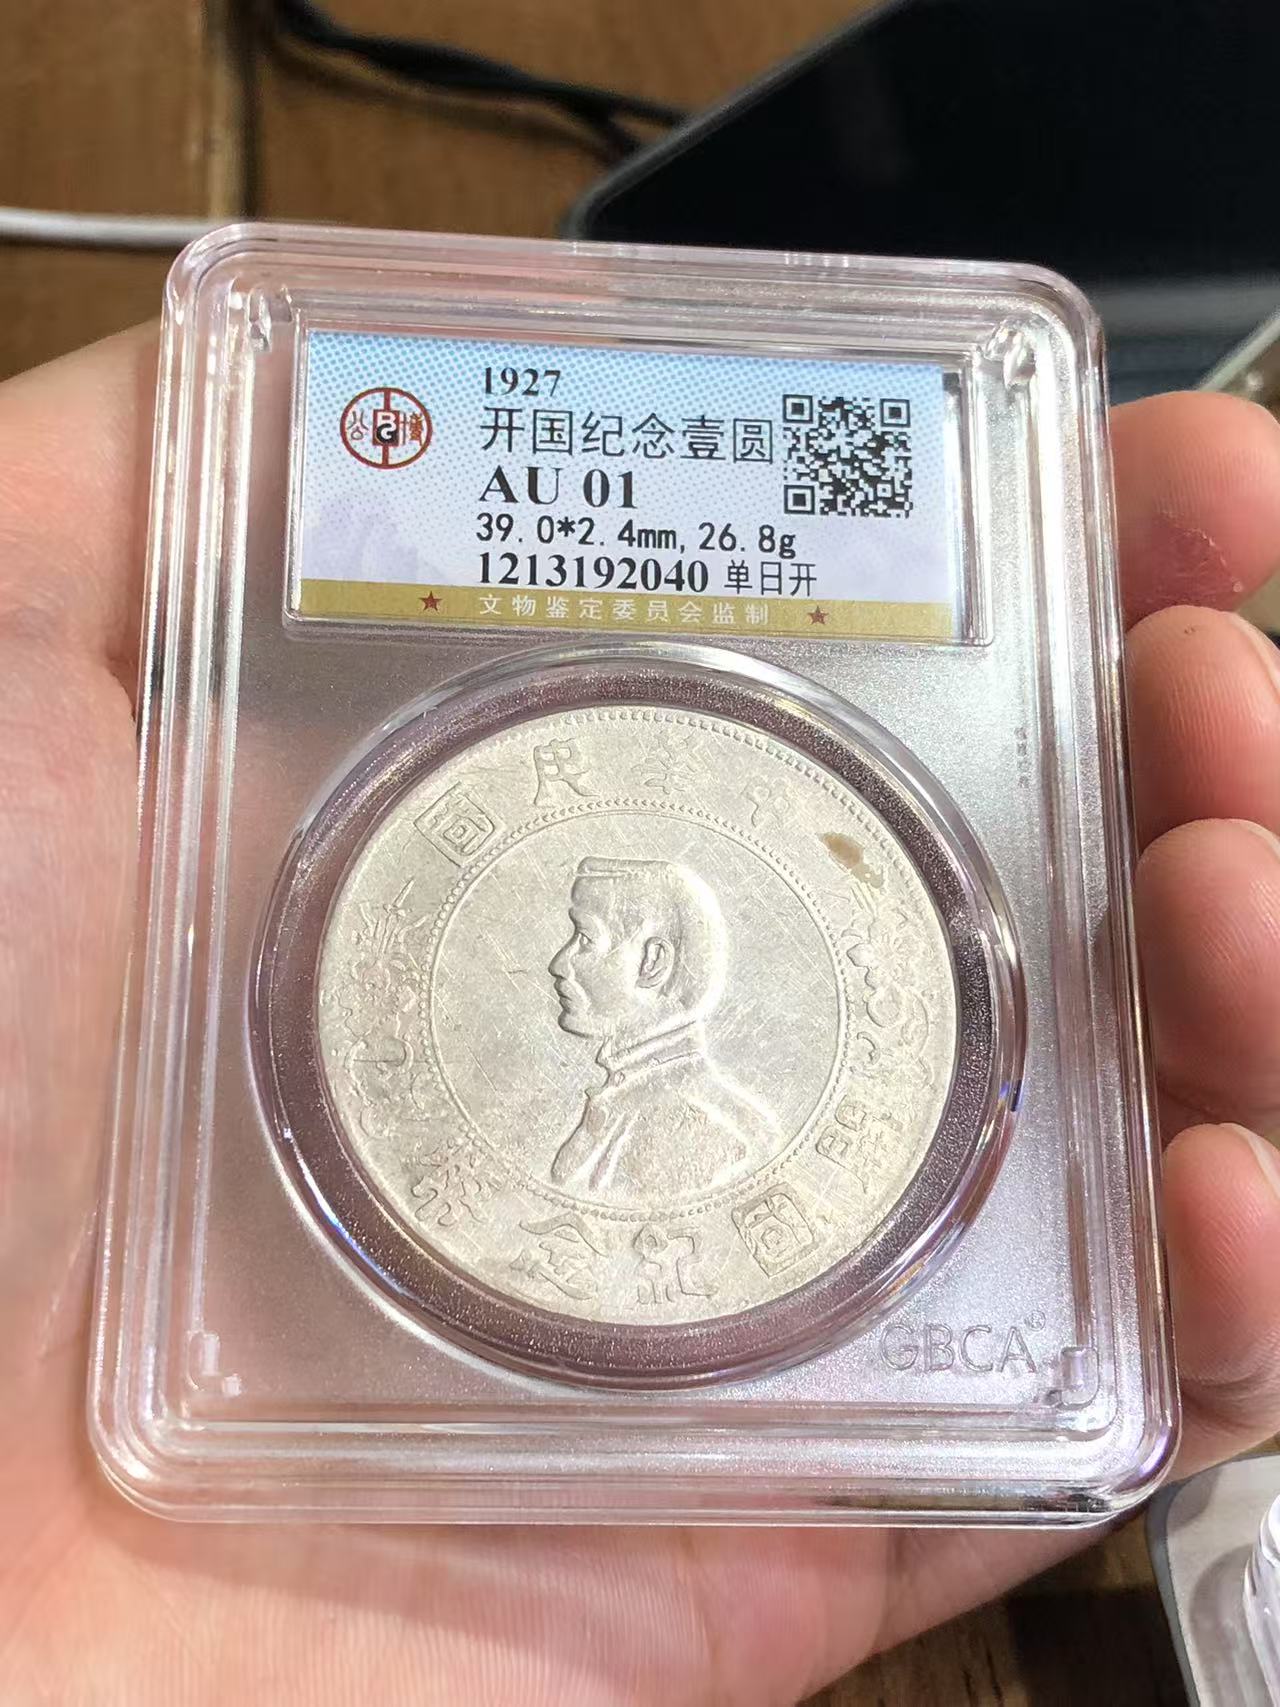 公 博
1927
开国纪念壹圆
AU 01
39.0*2.4mm,26.8g
1213192040 单日开
★ 文物鉴定委员会监制 ★
國民華中
幣念紀國開
GBCA®